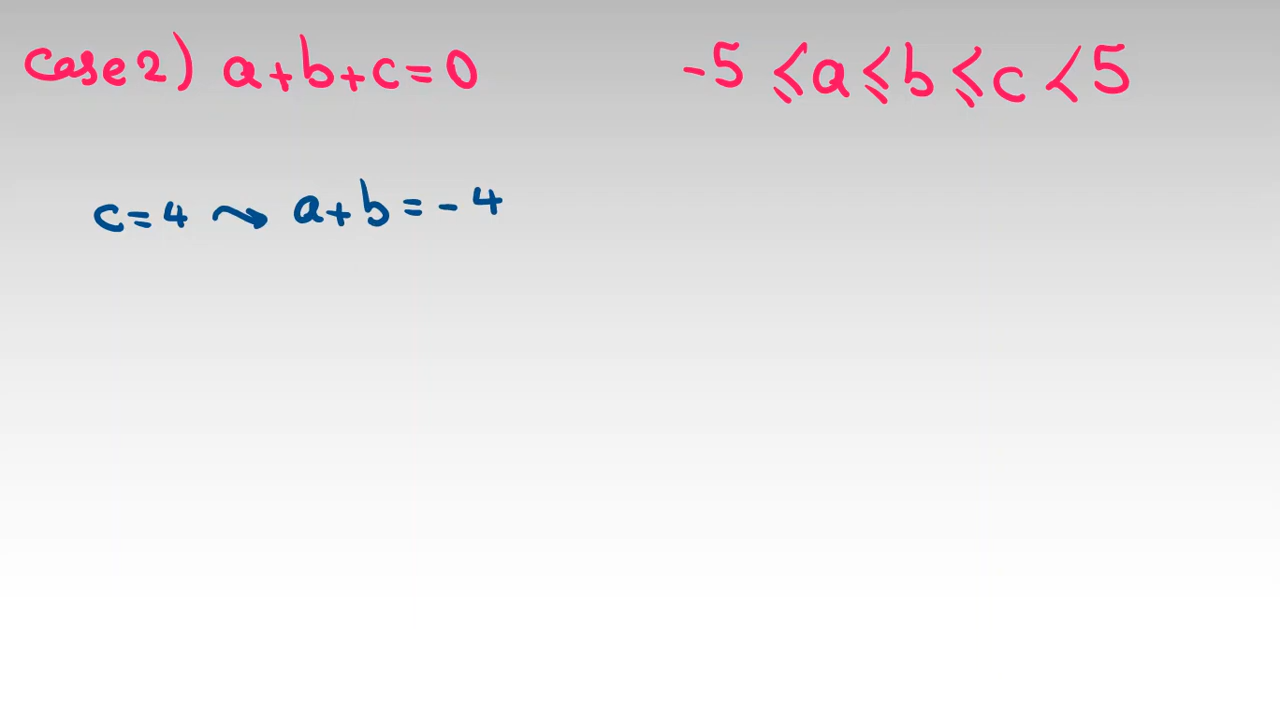 Case 2) a+b+c=0 -5 ≤ a ≤ b ≤ c < 5
c=4 ⤳ a+b=-4